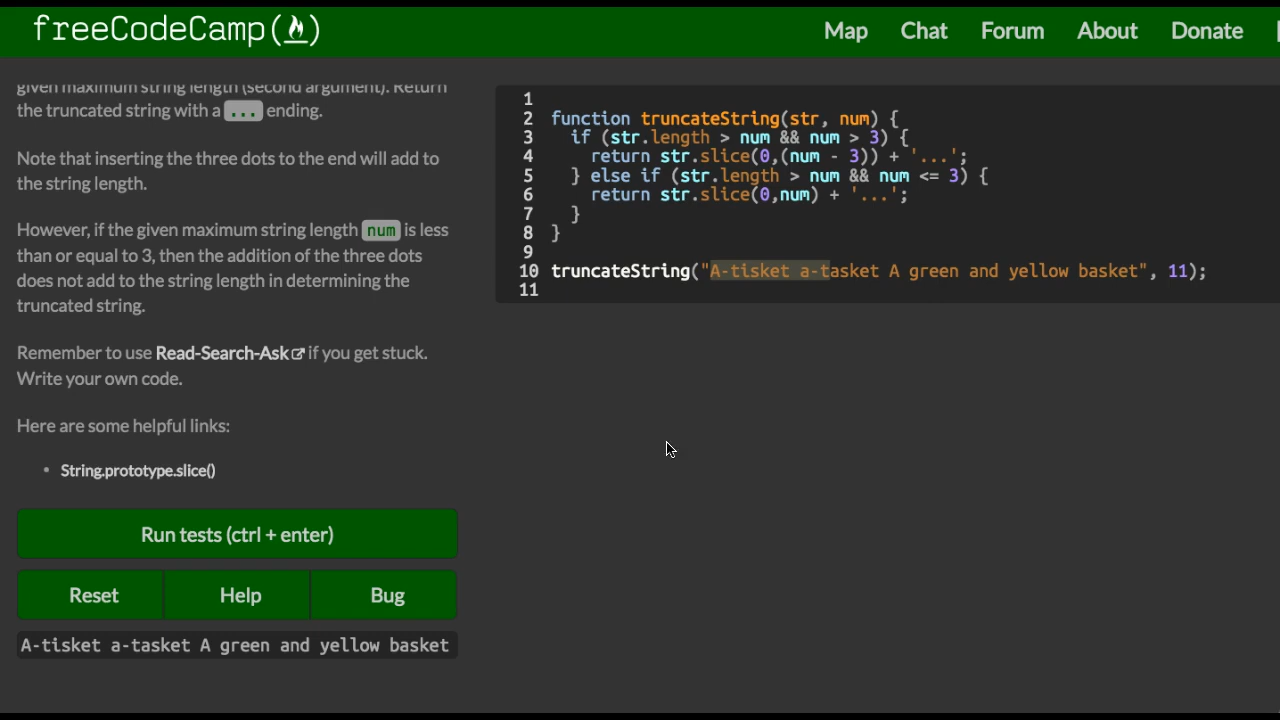 freeCodeCamp(🔥)
Map Chat Forum About Donate
given maximum string length (second argument). Return
the truncated string with a ... ending.
Note that inserting the three dots to the end will add to
the string length.
However, if the given maximum string length num is less
than or equal to 3, then the addition of the three dots
does not add to the string length in determining the
truncated string.
Remember to use Read-Search-Ask if you get stuck.
Write your own code.
Here are some helpful links:
• String.prototype.slice()
Run tests (ctrl + enter)
Reset Help Bug
A-tisket a-tasket A green and yellow basket
1
2 function truncateString(str, num) {
3 if (str.length > num && num > 3) {
4 return str.slice(0,(num - 3)) + '...';
5 } else if (str.length > num && num <= 3) {
6 return str.slice(0,num) + '...';
7 }
8 }
9
10 truncateString("A-tisket a-tasket A green and yellow basket", 11);
11